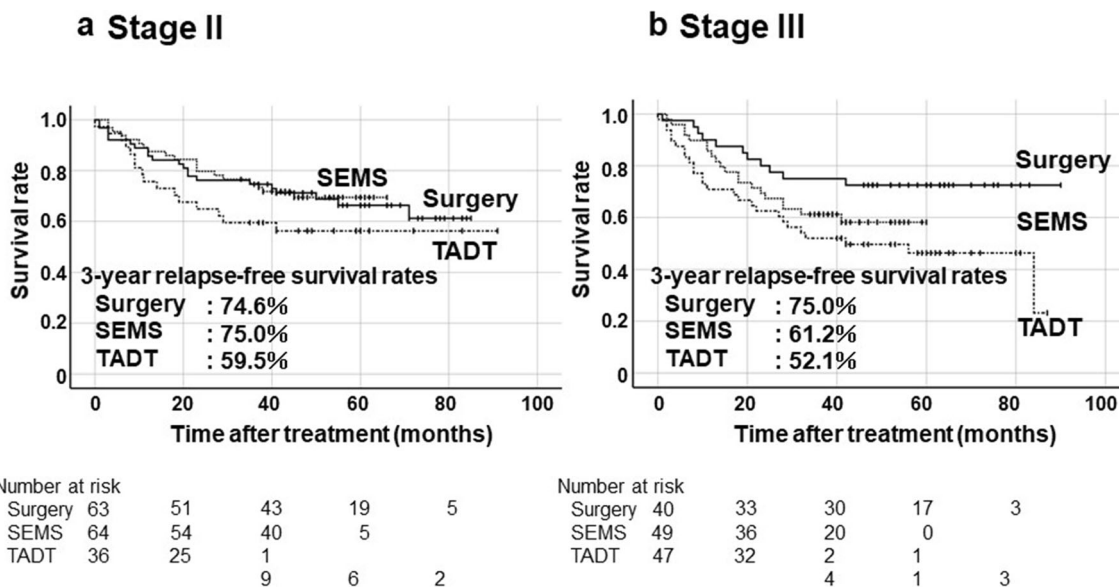 a Stage II
Survival rate
1.0
0.8
0.6
0.4
0.2
0
SEMS
Surgery
TADT
3-year relapse-free survival rates
Surgery : 74.6%
SEMS : 75.0%
TADT : 59.5%
0 20 40 60 80 100
Time after treatment (months)
Number at risk
Surgery 63 51 43 19 5
SEMS 64 54 40 5
TADT 36 25 1
9 6 2
b Stage III
Survival rate
1.0
0.8
0.6
0.4
0.2
0
Surgery
SEMS
3-year relapse-free survival rates
Surgery : 75.0%
SEMS : 61.2%
TADT : 52.1%
TADT
0 20 40 60 80 100
Time after treatment (months)
Number at risk
Surgery 40 33 30 17 3
SEMS 49 36 20 0
TADT 47 32 2 1
4 1 3